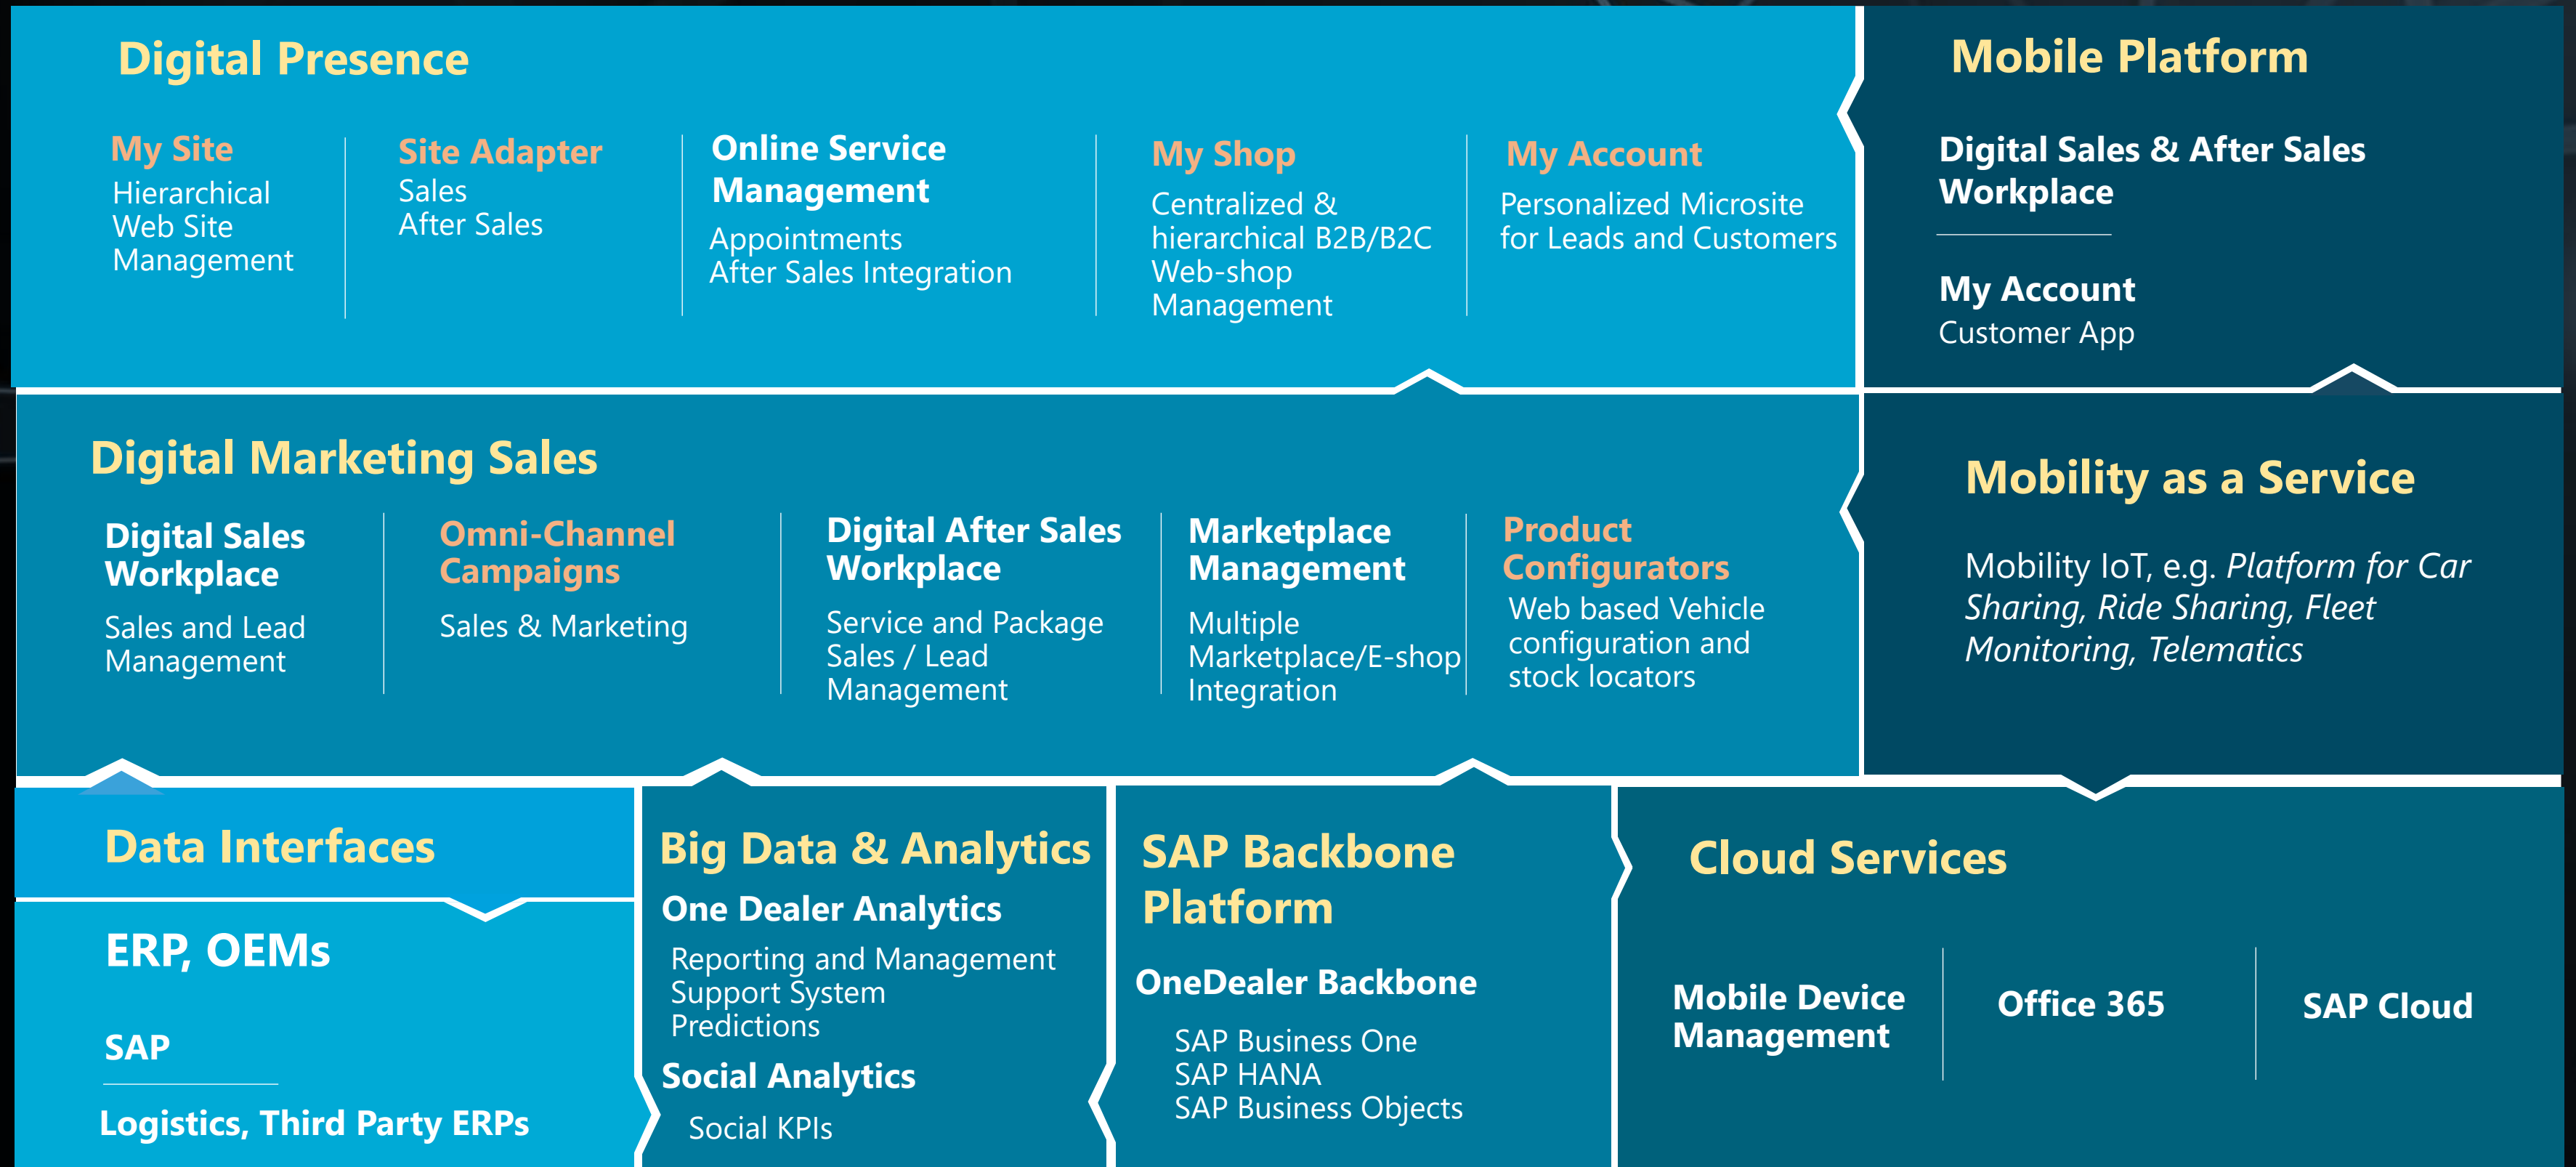 Digital Presence
My Site
Hierarchical
Web Site
Management
Site Adapter
Sales
After Sales
Online Service
Management
Appointments
After Sales Integration
My Shop
Centralized &
hierarchical B2B/B2C
Web-shop
Management
My Account
Personalized Microsite
for Leads and Customers
Mobile Platform
Digital Sales & After Sales
Workplace
My Account
Customer App
Digital Marketing Sales
Digital Sales
Workplace
Sales and Lead
Management
Omni-Channel
Campaigns
Sales & Marketing
Digital After Sales
Workplace
Service and Package
Sales / Lead
Management
Marketplace
Management
Multiple
Marketplace/E-shop
Integration
Product
Configurators
Web based Vehicle
configuration and
stock locators
Mobility as a Service
Mobility IoT, e.g. Platform for Car
Sharing, Ride Sharing, Fleet
Monitoring, Telematics
Data Interfaces
ERP, OEMs
SAP
Logistics, Third Party ERPs
Big Data & Analytics
One Dealer Analytics
Reporting and Management
Support System
Predictions
Social Analytics
Social KPIs
SAP Backbone
Platform
OneDealer Backbone
SAP Business One
SAP HANA
SAP Business Objects
Cloud Services
Mobile Device
Management
Office 365
SAP Cloud